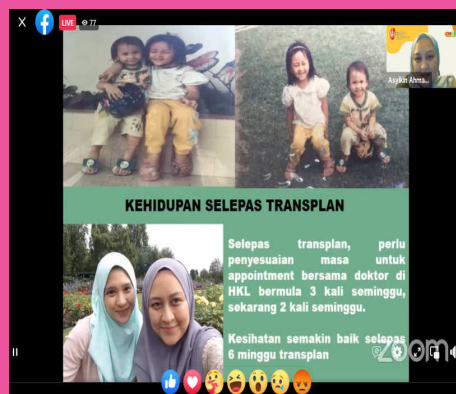 X LIVE 77
Asyikin Ahma...
KEHIDUPAN SELEPAS TRANSPLAN
Selepas transplan, perlu
penyesuaian masa untuk
appointment bersama doktor di
HKL bermula 3 kali seminggu,
sekarang 2 kali seminggu.
Kesihatan semakin baik selepas
6 minggu transplan
zoom